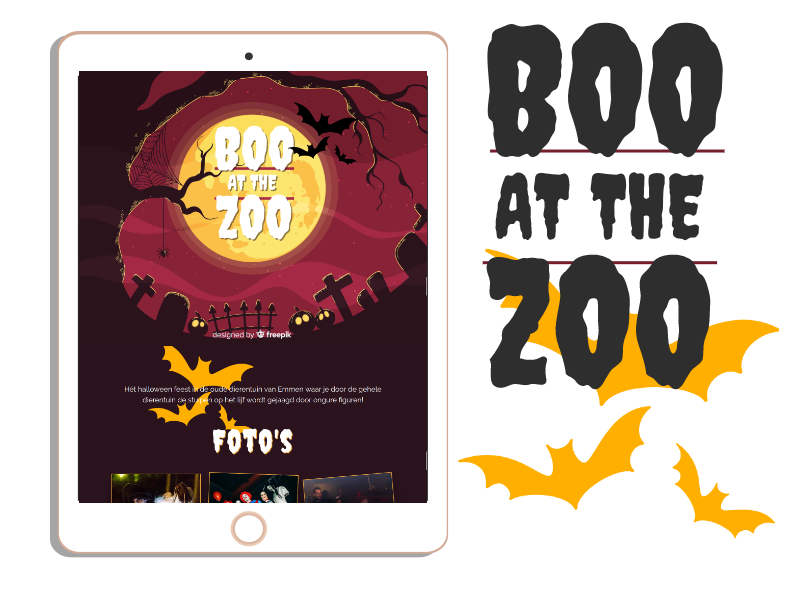 BOO
AT THE
ZOO
designed by freepik
Hét halloween feest in de oude dierentuin van Emmen waar je door de gehele
dierentuin de stuipen op het lijf wordt gejaagd door ongure figuren!
FOTO'S
BOO
AT THE
ZOO